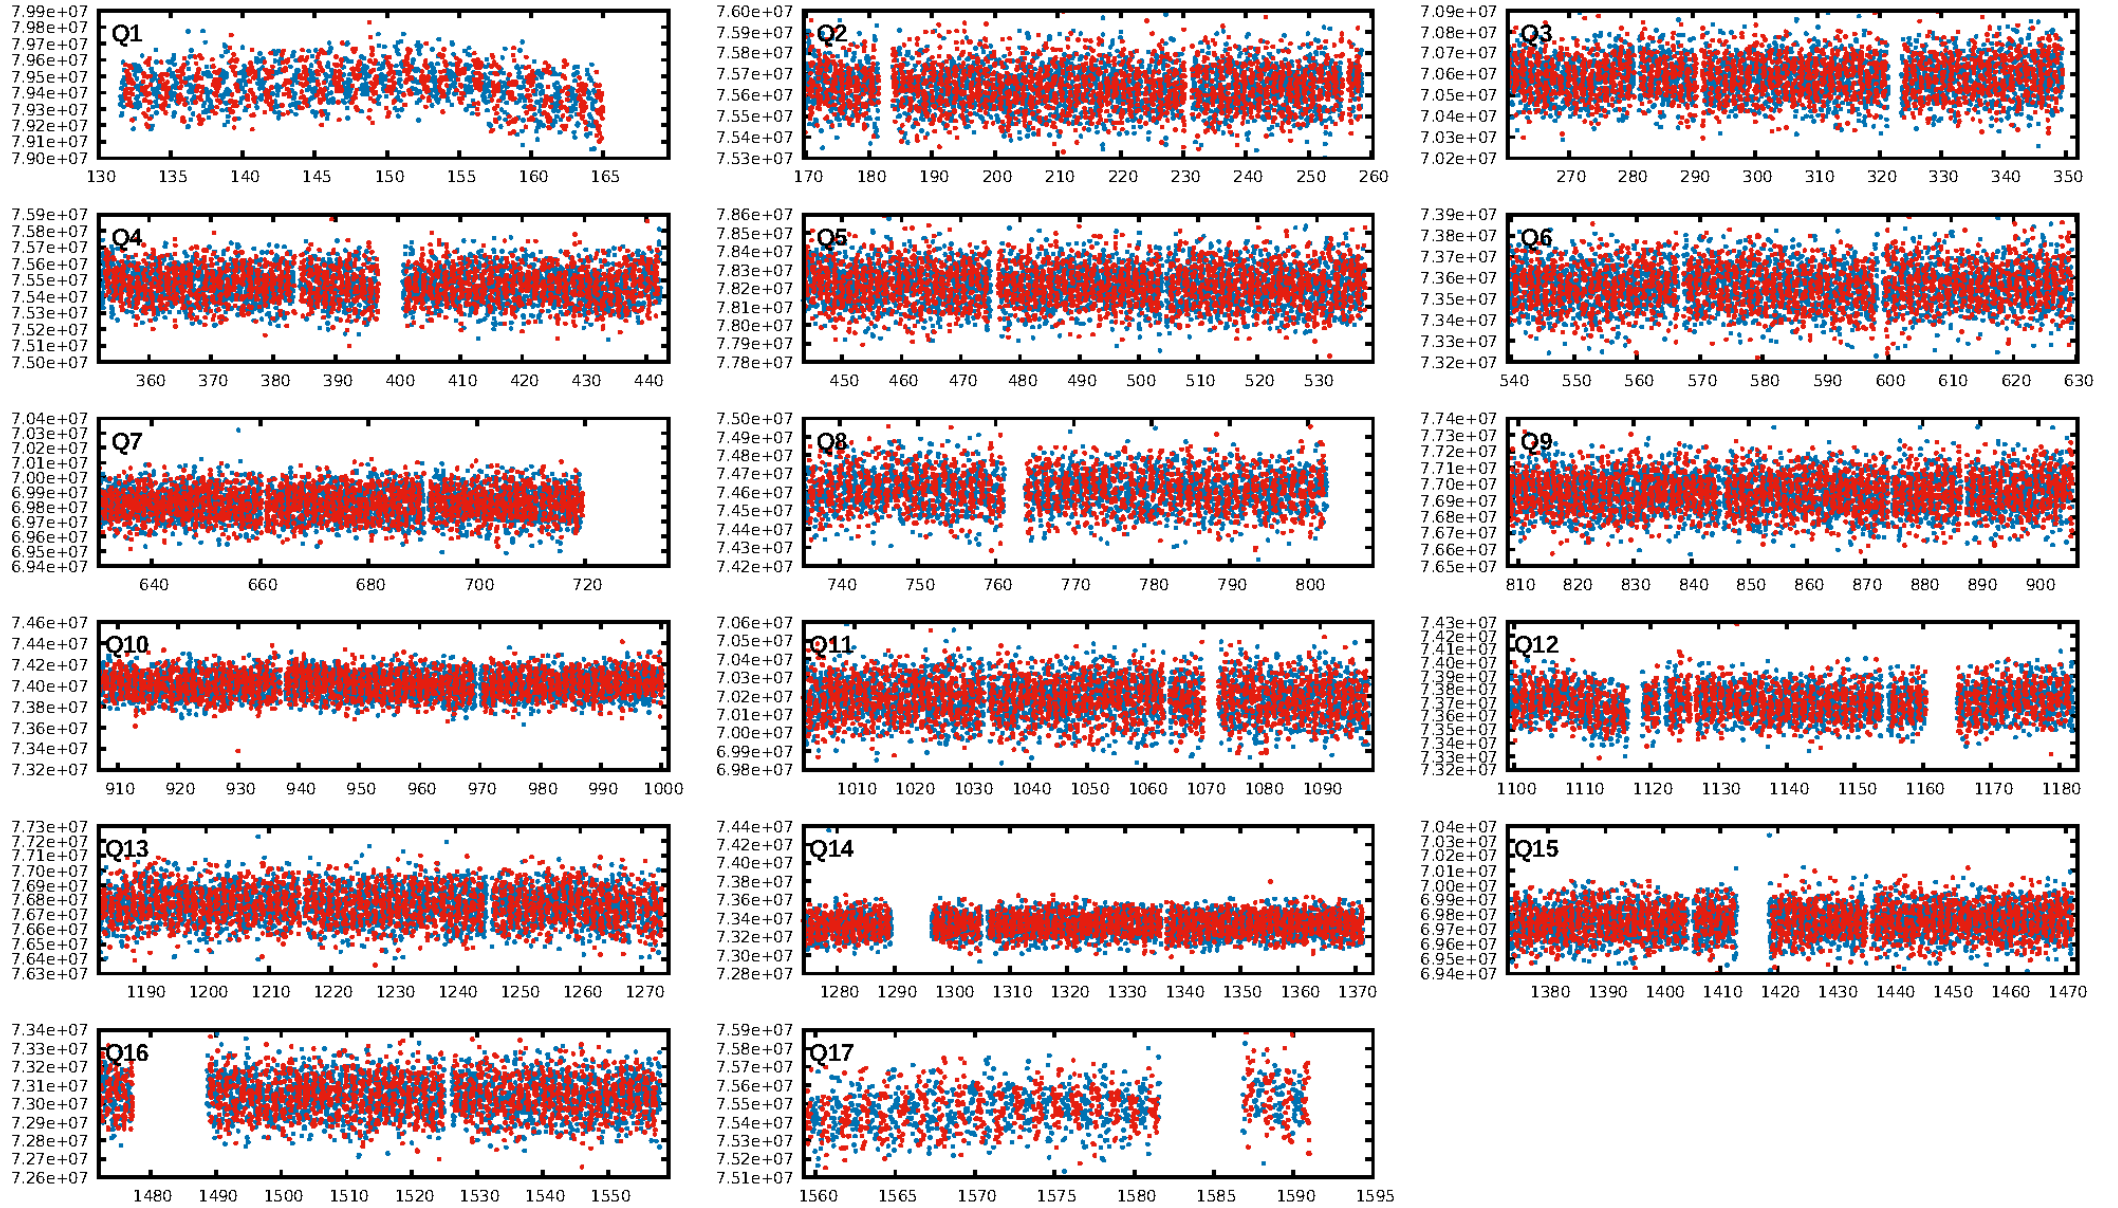 7.99e+07
7.98e+07
7.97e+07
7.96e+07
7.95e+07
7.94e+07
7.93e+07
7.92e+07
7.91e+07
7.90e+07
Q1
130 135 140 145 150 155 160 165
7.60e+07
7.59e+07
7.58e+07
7.57e+07
7.56e+07
7.55e+07
7.54e+07
7.53e+07
Q2
170 180 190 200 210 220 230 240 250 260
7.09e+07
7.08e+07
7.07e+07
7.06e+07
7.05e+07
7.04e+07
7.03e+07
7.02e+07
Q3
270 280 290 300 310 320 330 340 350
7.59e+07
7.58e+07
7.57e+07
7.56e+07
7.55e+07
7.54e+07
7.53e+07
7.52e+07
7.51e+07
7.50e+07
Q4
360 370 380 390 400 410 420 430 440
7.86e+07
7.85e+07
7.84e+07
7.83e+07
7.82e+07
7.81e+07
7.80e+07
7.79e+07
7.78e+07
Q5
450 460 470 480 490 500 510 520 530
7.39e+07
7.38e+07
7.37e+07
7.36e+07
7.35e+07
7.34e+07
7.33e+07
7.32e+07
Q6
540 550 560 570 580 590 600 610 620 630
7.04e+07
7.03e+07
7.02e+07
7.01e+07
7.00e+07
6.99e+07
6.98e+07
6.97e+07
6.96e+07
6.95e+07
6.94e+07
Q7
640 660 680 700 720
7.50e+07
7.49e+07
7.48e+07
7.47e+07
7.46e+07
7.45e+07
7.44e+07
7.43e+07
7.42e+07
Q8
740 750 760 770 780 790 800
7.74e+07
7.73e+07
7.72e+07
7.71e+07
7.70e+07
7.69e+07
7.68e+07
7.67e+07
7.66e+07
7.65e+07
Q9
810 820 830 840 850 860 870 880 890 900
7.46e+07
7.44e+07
7.42e+07
7.40e+07
7.38e+07
7.36e+07
7.34e+07
7.32e+07
Q10
910 920 930 940 950 960 970 980 990 1000
7.06e+07
7.05e+07
7.04e+07
7.03e+07
7.02e+07
7.01e+07
7.00e+07
6.99e+07
6.98e+07
Q11
1010 1020 1030 1040 1050 1060 1070 1080 1090
7.43e+07
7.42e+07
7.41e+07
7.40e+07
7.39e+07
7.38e+07
7.37e+07
7.36e+07
7.35e+07
7.34e+07
7.33e+07
7.32e+07
Q12
1100 1110 1120 1130 1140 1150 1160 1170 1180
7.73e+07
7.72e+07
7.71e+07
7.70e+07
7.69e+07
7.68e+07
7.67e+07
7.66e+07
7.65e+07
7.64e+07
7.63e+07
Q13
1190 1200 1210 1220 1230 1240 1250 1260 1270
7.44e+07
7.42e+07
7.40e+07
7.38e+07
7.36e+07
7.34e+07
7.32e+07
7.30e+07
7.28e+07
Q14
1280 1290 1300 1310 1320 1330 1340 1350 1360 1370
7.04e+07
7.03e+07
7.02e+07
7.01e+07
7.00e+07
6.99e+07
6.98e+07
6.97e+07
6.96e+07
6.95e+07
6.94e+07
Q15
1380 1390 1400 1410 1420 1430 1440 1450 1460 1470
7.34e+07
7.33e+07
7.32e+07
7.31e+07
7.30e+07
7.29e+07
7.28e+07
7.27e+07
7.26e+07
Q16
1480 1490 1500 1510 1520 1530 1540 1550
7.59e+07
7.58e+07
7.57e+07
7.56e+07
7.55e+07
7.54e+07
7.53e+07
7.52e+07
7.51e+07
Q17
1560 1565 1570 1575 1580 1585 1590 1595